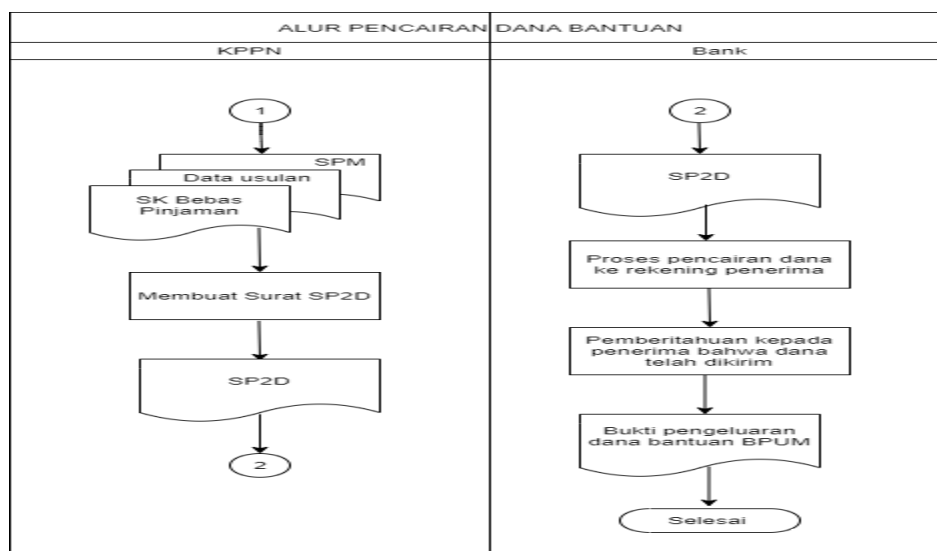 ALUR PENCAIRAN DANA BANTUAN
KPPN
Bank
1
SPM
Data usulan
SK Bebas
Pinjaman
Membuat Surat SP2D
SP2D
2
2
SP2D
Proses pencairan dana
ke rekening penerima
Pemberitahuan kepada
penerima bahwa dana
telah dikirim
Bukti pengeluaran
dana bantuan BPUM
Selesai